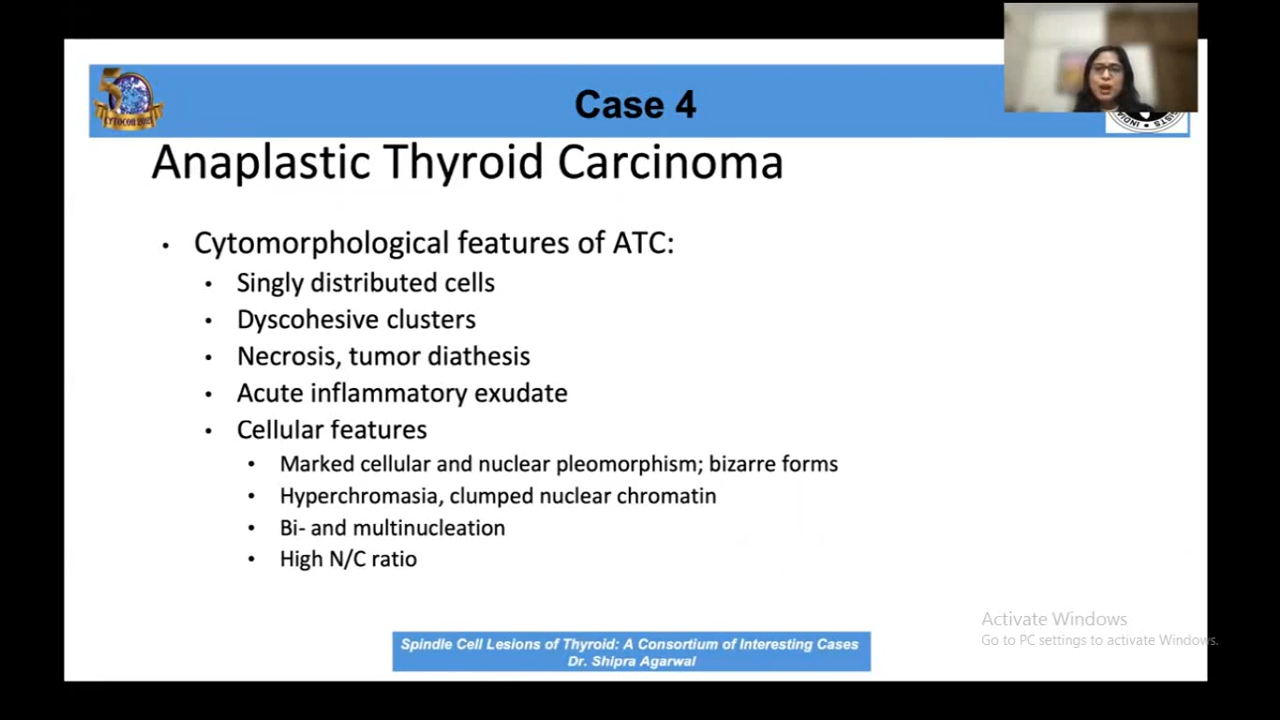 Case 4
Anaplastic Thyroid Carcinoma
• Cytomorphological features of ATC:
• Singly distributed cells
• Dyscohesive clusters
• Necrosis, tumor diathesis
• Acute inflammatory exudate
• Cellular features
• Marked cellular and nuclear pleomorphism; bizarre forms
• Hyperchromasia, clumped nuclear chromatin
• Bi- and multinucleation
• High N/C ratio
Activate Windows
Go to PC settings to activate Windows.
Spindle Cell Lesions of Thyroid: A Consortium of Interesting Cases
Dr. Shipra Agarwal